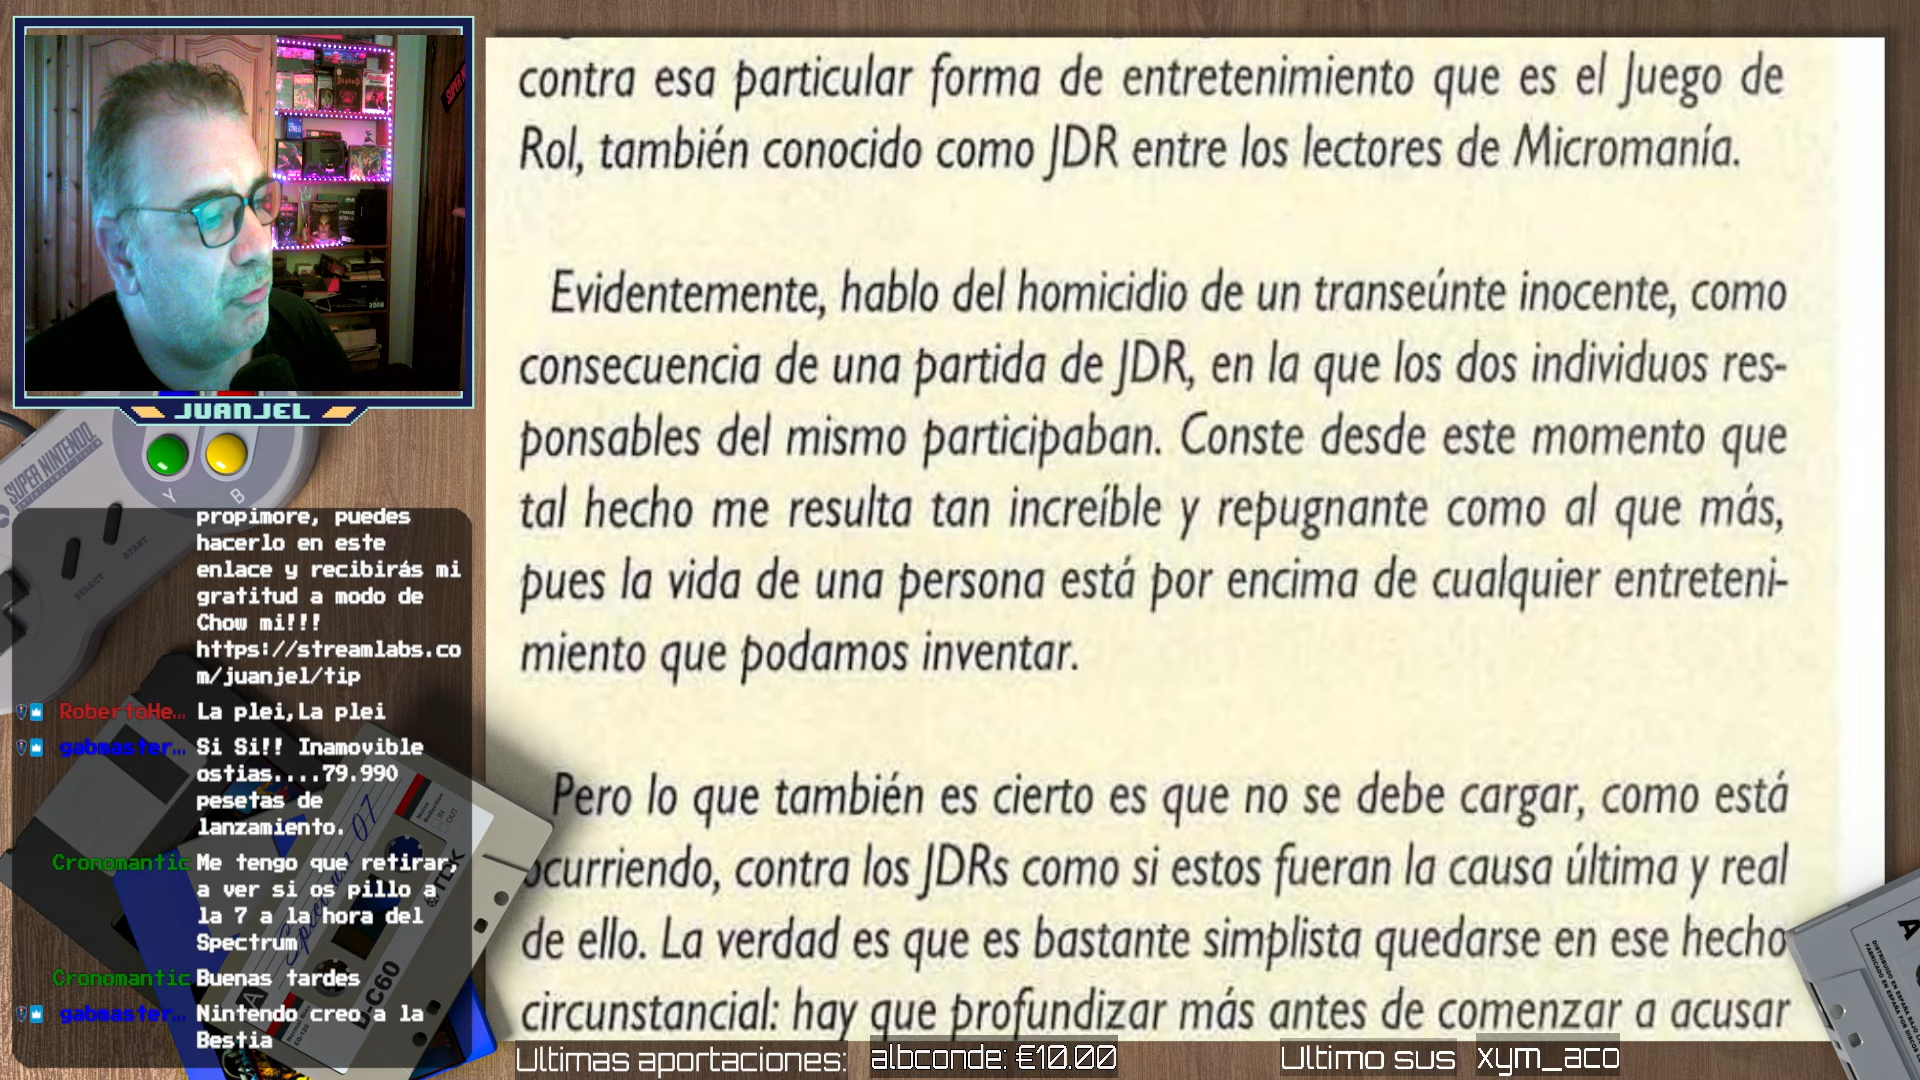 contra esa particular forma de entretenimiento que es el Juego de
Rol, también conocido como JDR entre los lectores de Micromanía.
Evidentemente, hablo del homicidio de un transeúnte inocente, como
consecuencia de una partida de JDR, en la que los dos individuos res-
ponsables del mismo participaban. Conste desde este momento que
tal hecho me resulta tan increíble y repugnante como al que más,
pues la vida de una persona está por encima de cualquier entreteni-
miento que podamos inventar.
Pero lo que también es cierto es que no se debe cargar, como está
ocurriendo, contra los JDRs como si estos fueran la causa última y real
de ello. La verdad es que es bastante simplista quedarse en ese hecho
circunstancial: hay que profundizar más antes de comenzar a acusar
JUANJEL
SUPER NINTENDO
Y
B
SELECT
START
propimore, puedes
hacerlo en este
enlace y recibirás mi
gratitud a modo de
Chow mi!!!
https://streamlabs.co
m/juanjel/tip
RobertoHe... La plei,La plei
gabmaster... Si Si!! Inamovible
ostias....79.990
pesetas de
lanzamiento.
Cronomantic Me tengo que retirar,
a ver si os pillo a
la 7 a la hora del
Spectrum
Cronomantic Buenas tardes
gabmaster... Nintendo creo a la
Bestia
A
DC60
Ultimas aportaciones: albconde: €10.00
Ultimo sus xym_aco
A